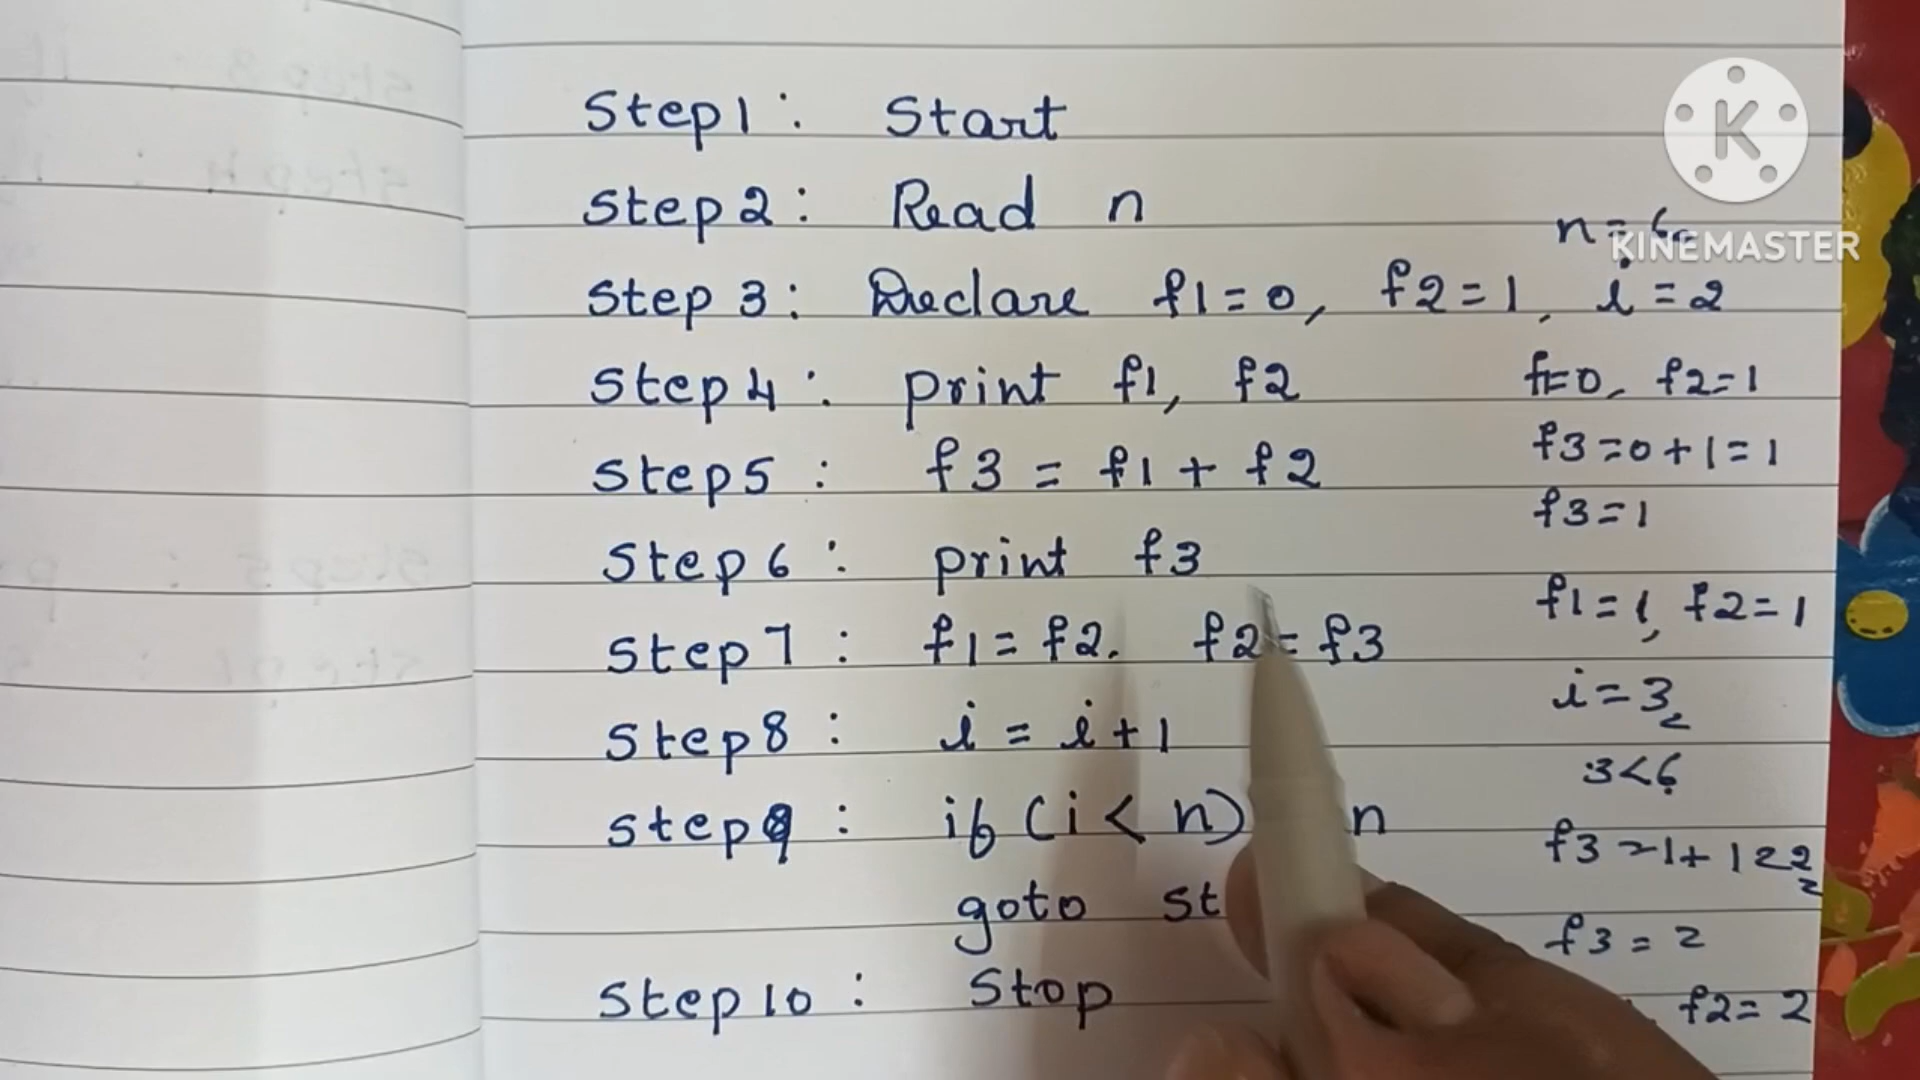 Step1 : Start
Step2 : Read n
n = 6
KINEMASTER
Step 3 : Declare f1=0, f2=1, i=2
Step4 : print f1, f2
f1=0, f2=1
Step5 : f3 = f1 + f2
f3=0+1=1
f3=1
Step6 : print f3
f1=1, f2=1
Step7 : f1=f2. f2=f3
i=3
Step8 : i = i+1
3<6
Step9 : if (i < n) n
f3=1+1=2
goto st
f3=2
Step10 : Stop
f2=2